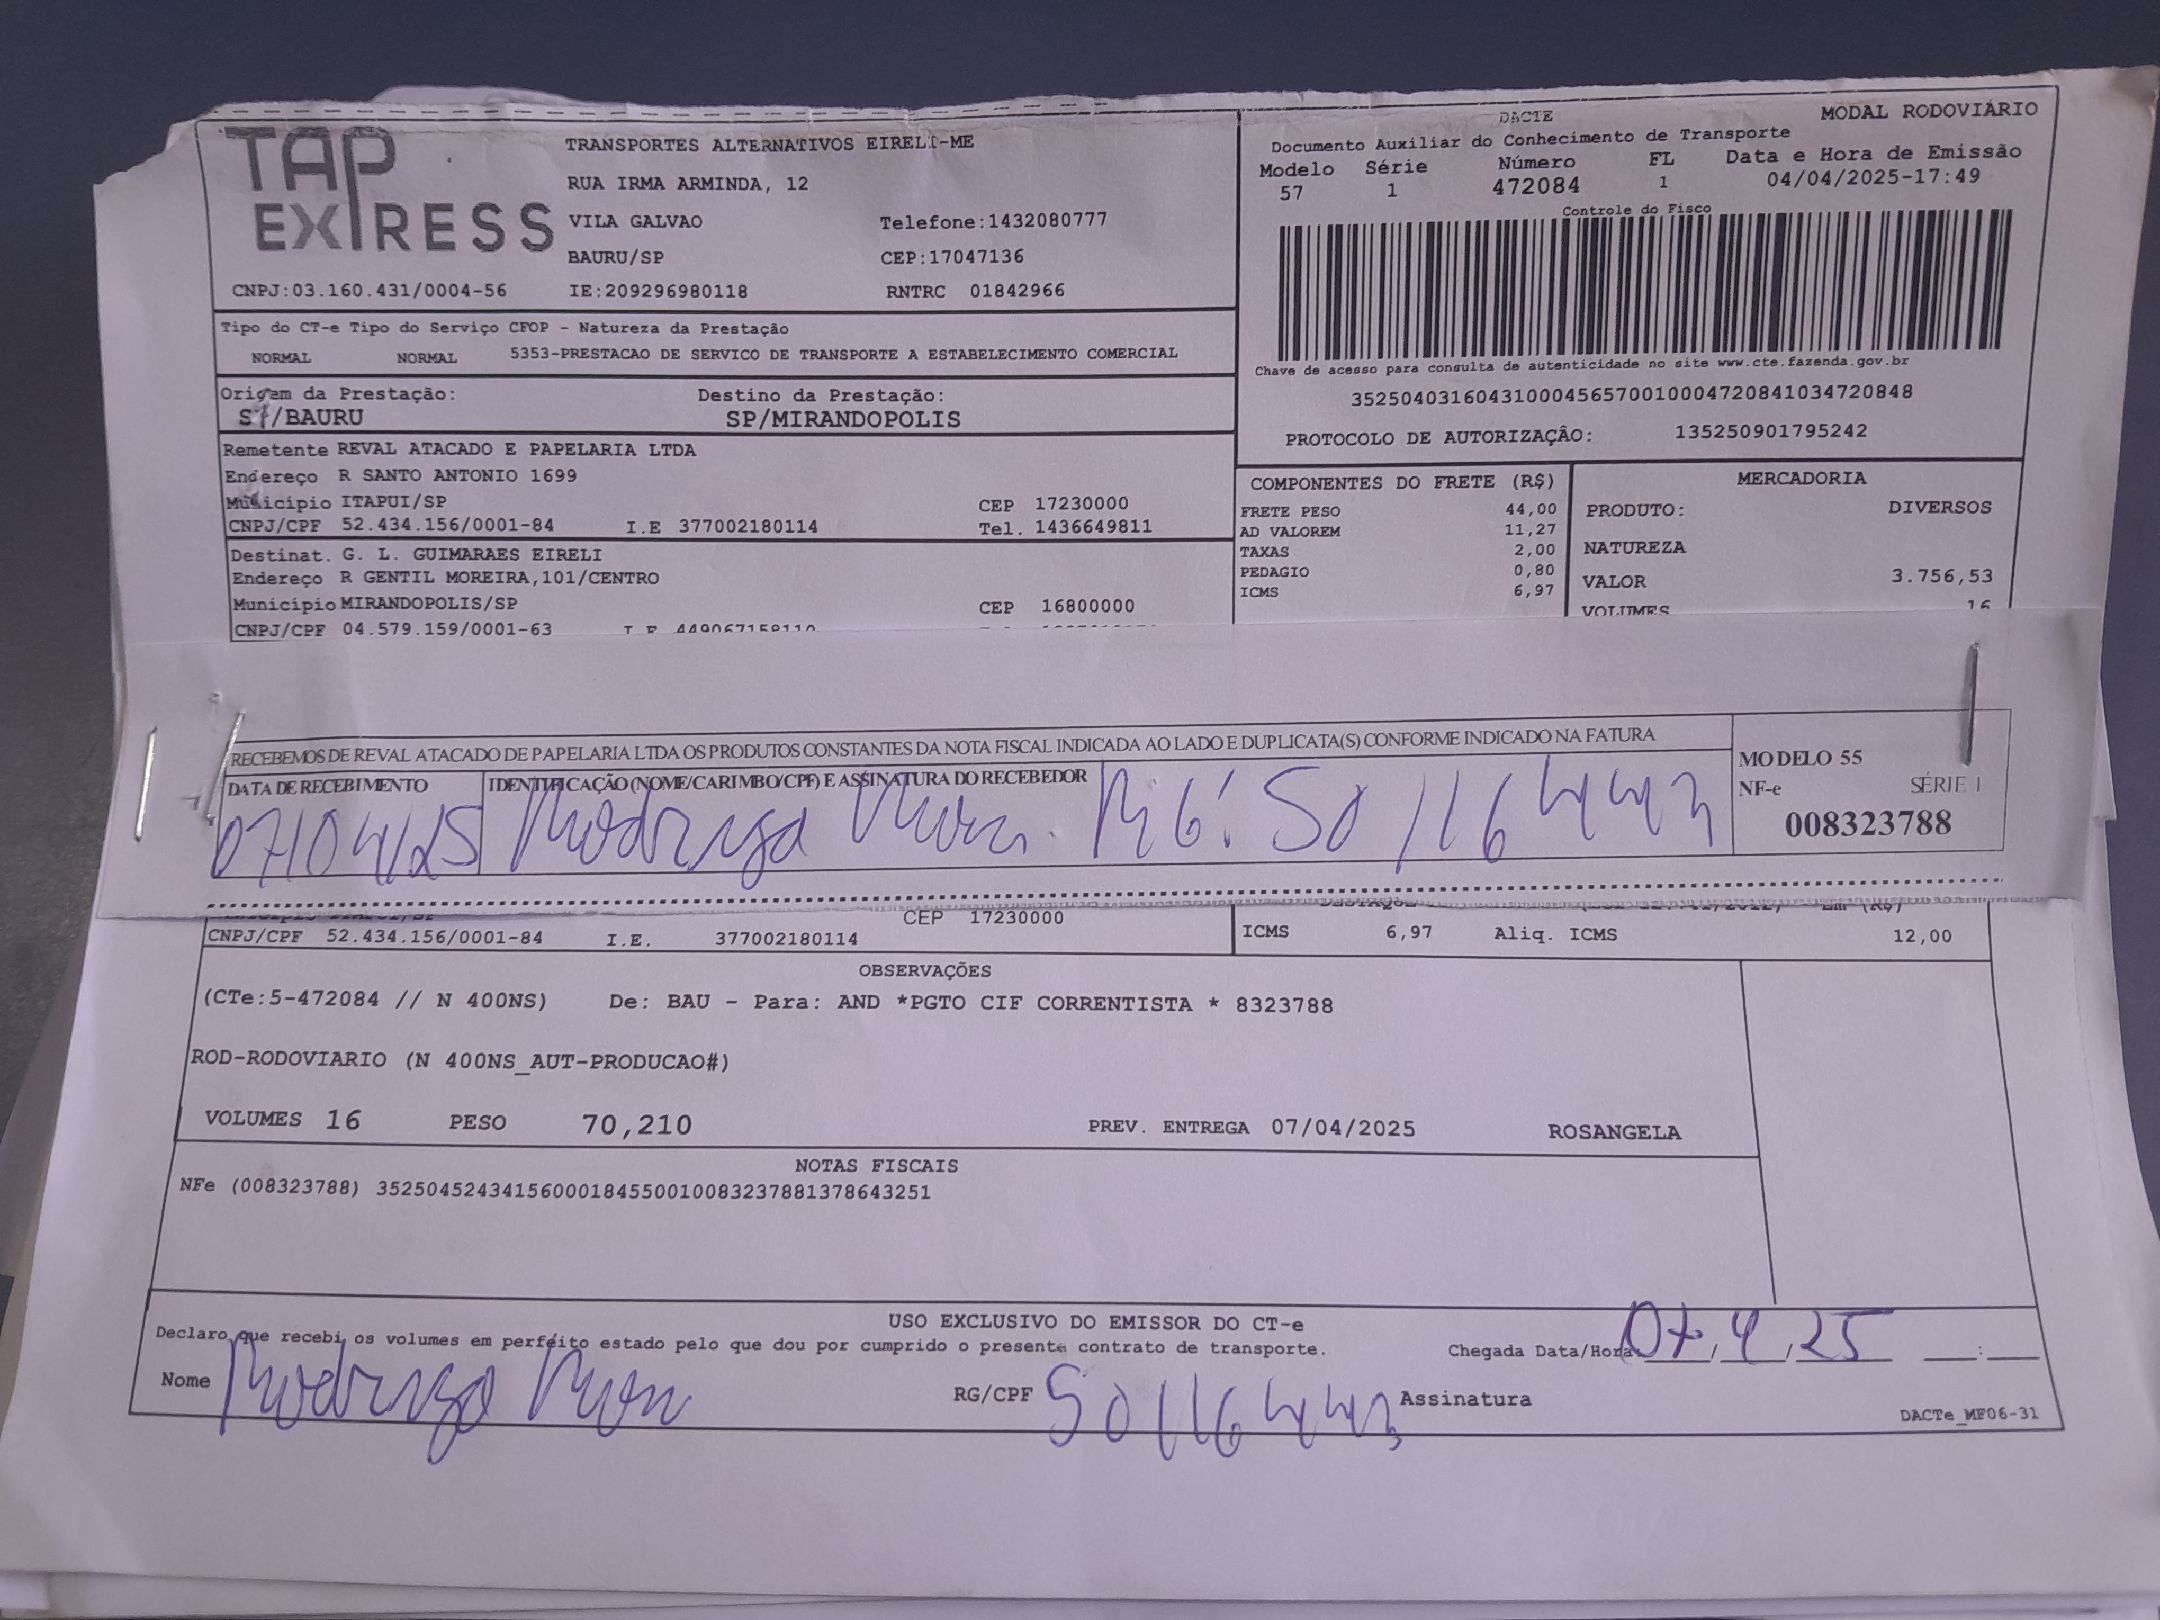 TAP EXPRESS
TRANSPORTES ALTERNATIVOS EIRELI-ME
RUA IRMA ARMINDA, 12
VILA GALVAO Telefone:1432080777
BAURU/SP CEP:17047136
CNPJ:03.160.431/0004-56 IE:209296980118 RNTRC 01842966
DACTE MODAL RODOVIÁRIO
Documento Auxiliar do Conhecimento de Transporte
Modelo Série Número FL Data e Hora de Emissão
57 1 472084 1 04/04/2025-17:49
Controle do Fisco
Chave de acesso para consulta de autenticidade no site www.cte.fazenda.gov.br
35250403160431000456570010004720841034720848
PROTOCOLO DE AUTORIZAÇÃO: 135250901795242
Tipo do CT-e Tipo do Serviço CFOP - Natureza da Prestação
NORMAL NORMAL 5353-PRESTACAO DE SERVICO DE TRANSPORTE A ESTABELECIMENTO COMERCIAL
Origem da Prestação: Destino da Prestação:
SP/BAURU SP/MIRANDOPOLIS
Remetente REVAL ATACADO E PAPELARIA LTDA
Endereço R SANTO ANTONIO 1699
Município ITAPUI/SP CEP 17230000
CNPJ/CPF 52.434.156/0001-84 I.E 377002180114 Tel. 1436649811
Destinat. G. L. GUIMARAES EIRELI
Endereço R GENTIL MOREIRA,101/CENTRO
Município MIRANDOPOLIS/SP CEP 16800000
CNPJ/CPF 04.579.159/0001-63 I.E 449067158110
COMPONENTES DO FRETE (R$)
FRETE PESO 44,00
AD VALOREM 11,27
TAXAS 2,00
PEDAGIO 0,80
ICMS 6,97
MERCADORIA
PRODUTO: DIVERSOS
NATUREZA
VALOR 3.756,53
VOLUMES 16
RECEBEMOS DE REVAL ATACADO DE PAPELARIA LTDA OS PRODUTOS CONSTANTES DA NOTA FISCAL INDICADA AO LADO E DUPLICATA(S) CONFORME INDICADO NA FATURA
DATA DE RECEBIMENTO IDENTIFICAÇÃO (NOME/CARIMBO/CPF) E ASSINATURA DO RECEBEDOR
07/04/25 Rodrigo RG: 50116443
MODELO 55
NF-e SÉRIE 1
008323788
CEP 17230000
CNPJ/CPF 52.434.156/0001-84 I.E. 377002180114
ICMS 6,97 Aliq. ICMS 12,00
OBSERVAÇÕES
(CTe:5-472084 // N 400NS) De: BAU - Para: AND *PGTO CIF CORRENTISTA * 8323788
ROD-RODOVIARIO (N 400NS_AUT-PRODUCAO#)
VOLUMES 16 PESO 70,210 PREV. ENTREGA 07/04/2025 ROSANGELA
NOTAS FISCAIS
NFe (008323788) 35250452434156000184550010083237881378643251
USO EXCLUSIVO DO EMISSOR DO CT-e
Declaro que recebi os volumes em perfeito estado pelo que dou por cumprido o presente contrato de transporte. Chegada Data/Hora 07/4/25 __:__
Nome Rodrigo RG/CPF 50116443 Assinatura
DACTe_MF06-31